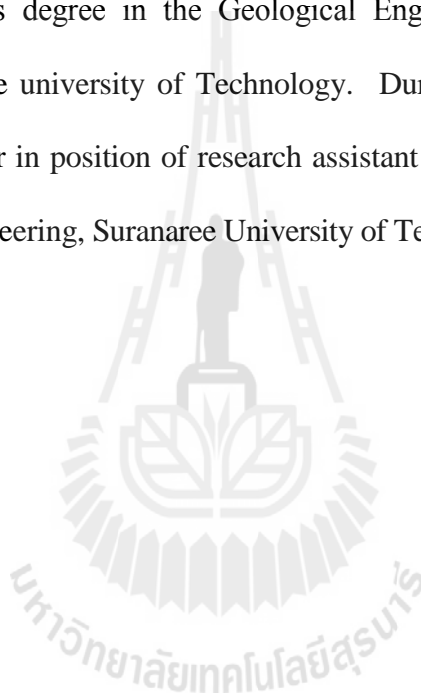 s degree in the Geological Eng
e university of Technology. Du
r in position of research assistant
eering, Suranaree University of Te
มหาวิทยาลัยเทคโนโลยีสุรนารี